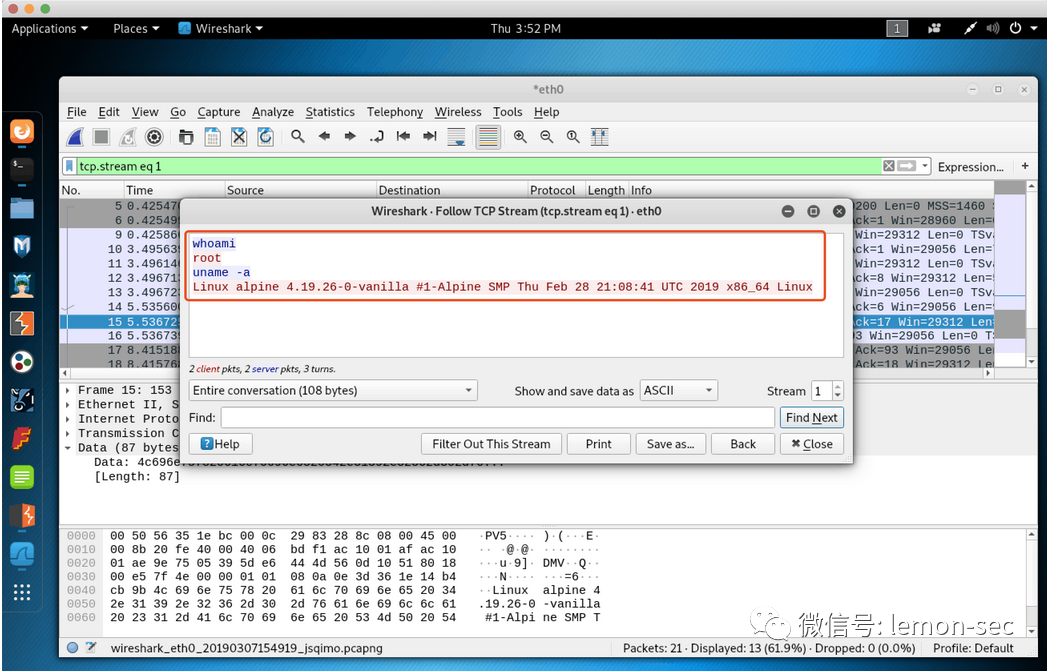 Applications Places Wireshark Thu 3:52 PM 1
*eth0
File Edit View Go Capture Analyze Statistics Telephony Wireless Tools Help
tcp.stream eq 1 Expression... +
No. Time Source Destination Protocol Length Info
5 0.42547
6 0.42549
9 0.42586
10 3.49563
11 3.49614
12 3.49671
13 3.49672
14 5.53560
15 5.53672
16 5.53673
17 8.41518
18 8.41576
9200 Len=0 MSS=1460
Ack=1 Win=28960 Len=
Win=29312 Len=0 TSv
Ack=1 Win=29056 Len=
Win=29312 Len=0
Ack=8 Win=29312 Len=
Win=29056 Len=0
Ack=6 Win=29056 Len=
Ack=17 Win=29312 Len
Win=29056 Len=0
Ack=93 Win=29056 Len
Ack=18 Win=29312 Len
Wireshark · Follow TCP Stream (tcp.stream eq 1) · eth0
whoami
root
uname -a
Linux alpine 4.19.26-0-vanilla #1-Alpine SMP Thu Feb 28 21:08:41 UTC 2019 x86_64 Linux
2 client pkts, 2 server pkts, 3 turns.
Entire conversation (108 bytes) Show and save data as ASCII Stream 1
Find: Find Next
Help Filter Out This Stream Print Save as... Back Close
Frame 15: 153
Ethernet II, S
Internet Proto
Transmission C
Data (87 bytes
[Length: 87]
0000 00 50 56 35 1e bc 00 0c 29 83 28 8c 08 00 45 00 ·PV5···· )·(···E·
0010 00 8b 20 fe 40 00 40 06 bd f1 ac 10 01 af ac 10 ·· ·@·@· ········
0020 01 ae 9e 75 05 39 5d e6 44 4d 56 0d 10 51 80 18 ···u·9]· DMV··Q··
0030 00 e5 7f 4e 00 00 01 01 08 0a 0e 3d 36 1e 14 b4 ···N···· ···=6···
0040 cb 9b 4c 69 6e 75 78 20 61 6c 70 69 6e 65 20 34 ··Linux alpine 4
0050 2e 31 39 2e 32 36 2d 30 2d 76 61 6e 69 6c 6c 61 .19.26-0 -vanilla
0060 20 23 31 2d 41 6c 70 69 6e 65 20 53 4d 50 20 54 #1-Alpi ne SMP T
微信号: lemon-sec
wireshark_eth0_20190307154919_jsqimo.pcapng Packets: 21 · Displayed: 13 (61.9%) · Dropped: 0 (0.0%) Profile: Default